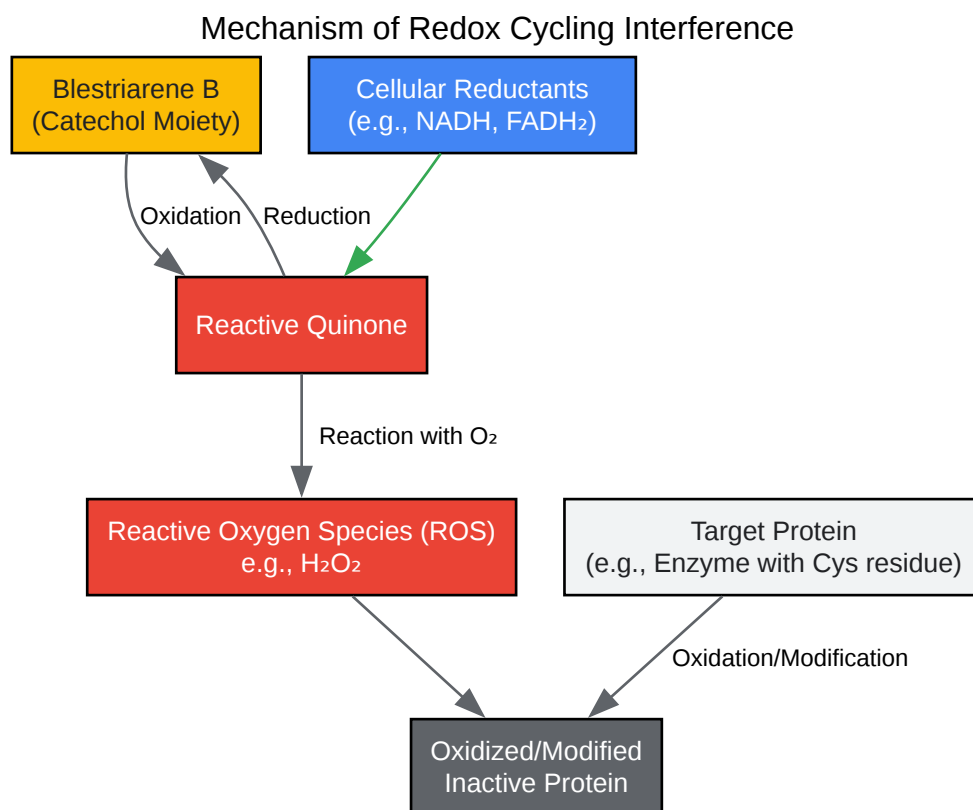 Mechanism of Redox Cycling Interference
Blestriarene B
(Catechol Moiety)
Cellular Reductants
(e.g., NADH, FADH₂)
Oxidation
Reduction
Reactive Quinone
Reaction with O₂
Reactive Oxygen Species (ROS)
e.g., H₂O₂
Target Protein
(e.g., Enzyme with Cys residue)
Oxidation/Modification
Oxidized/Modified
Inactive Protein